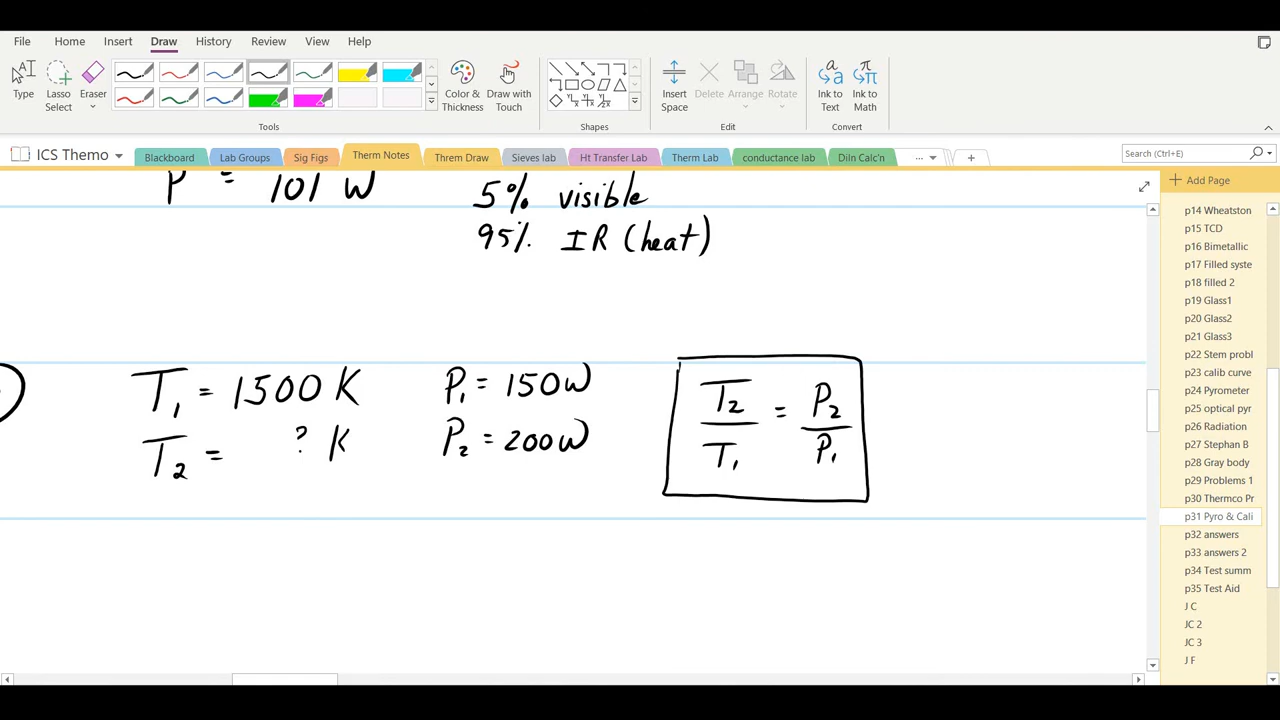 File Home Insert Draw History Review View Help
Type Lasso Select Eraser Color & Thickness Draw with Touch Insert Space Delete Arrange Rotate Ink to Text Ink to Math
Tools Shapes Edit Convert
ICS Themo Blackboard Lab Groups Sig Figs Therm Notes Threm Draw Sieves lab Ht Transfer Lab Therm Lab conductance lab Diln Calc'n ... + Search (Ctrl+E)
+ Add Page
P = 101 W
5% visible
95% IR (heat)
T₁ = 1500 K P₁ = 150W
T₂ = ? K P₂ = 200W
T₂/T₁ = P₂/P₁
p14 Wheatston
p15 TCD
p16 Bimetallic
p17 Filled syste
p18 filled 2
p19 Glass1
p20 Glass2
p21 Glass3
p22 Stem probl
p23 calib curve
p24 Pyrometer
p25 optical pyr
p26 Radiation
p27 Stephan B
p28 Gray body
p29 Problems 1
p30 Thermco Pr
p31 Pyro & Cali
p32 answers
p33 answers 2
p34 Test summ
p35 Test Aid
J C
JC 2
JC 3
J F